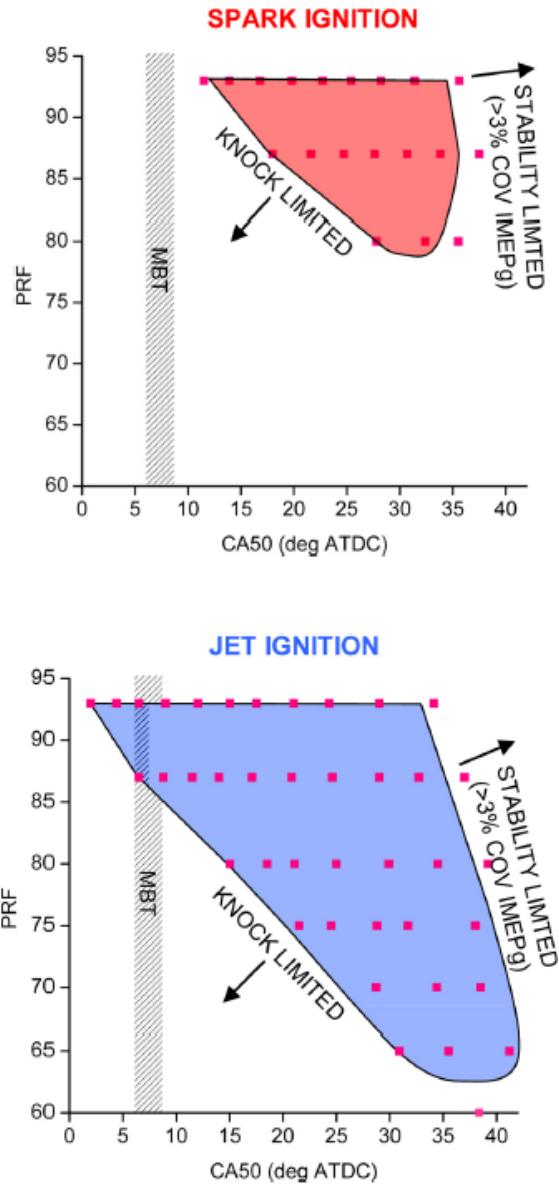 SPARK IGNITION
95
90
85
80
75
70
65
60
PRF
MBT
KNOCK LIMITED
STABILITY LIMTED
(>3% COV IMEPg)
0 5 10 15 20 25 30 35 40
CA50 (deg ATDC)
JET IGNITION
95
90
85
80
75
70
65
60
PRF
MBT
KNOCK LIMITED
STABILITY LIMTED
(>3% COV IMEPg)
0 5 10 15 20 25 30 35 40
CA50 (deg ATDC)